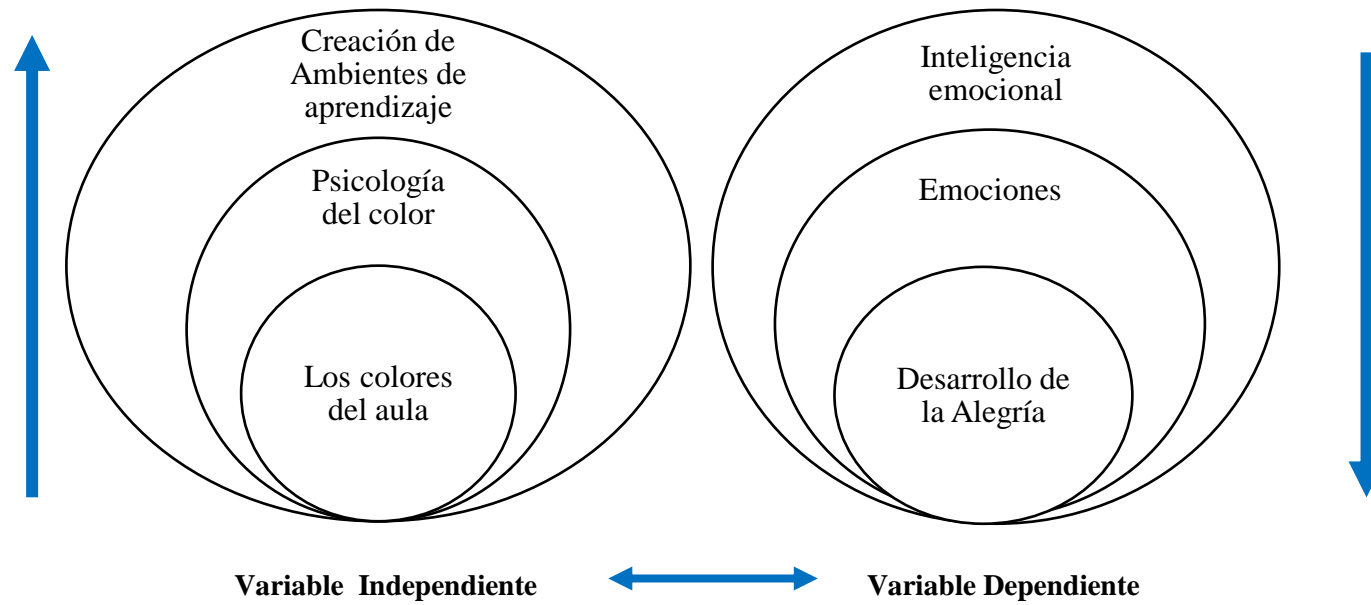 Creación de
Ambientes de
aprendizaje
Psicología
del color
Los colores
del aula
Inteligencia
emocional
Emociones
Desarrollo de
la Alegría
Variable Independiente
Variable Dependiente